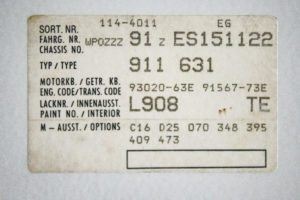 114-4011 EG
SORT. NR.
FAHRG. NR. WPOZZZ 91 Z ES151122
CHASSIS NO.
TYP / TYPE 911 631
MOTORKB. / GETR. KB. 93020-63E 91567-73E
ENG. CODE/TRANS. CODE
LACKNR. / INNENAUSST. L908 TE
PAINT NO. / INTERIOR
M - AUSST. / OPTIONS C16 D25 070 348 395
409 473